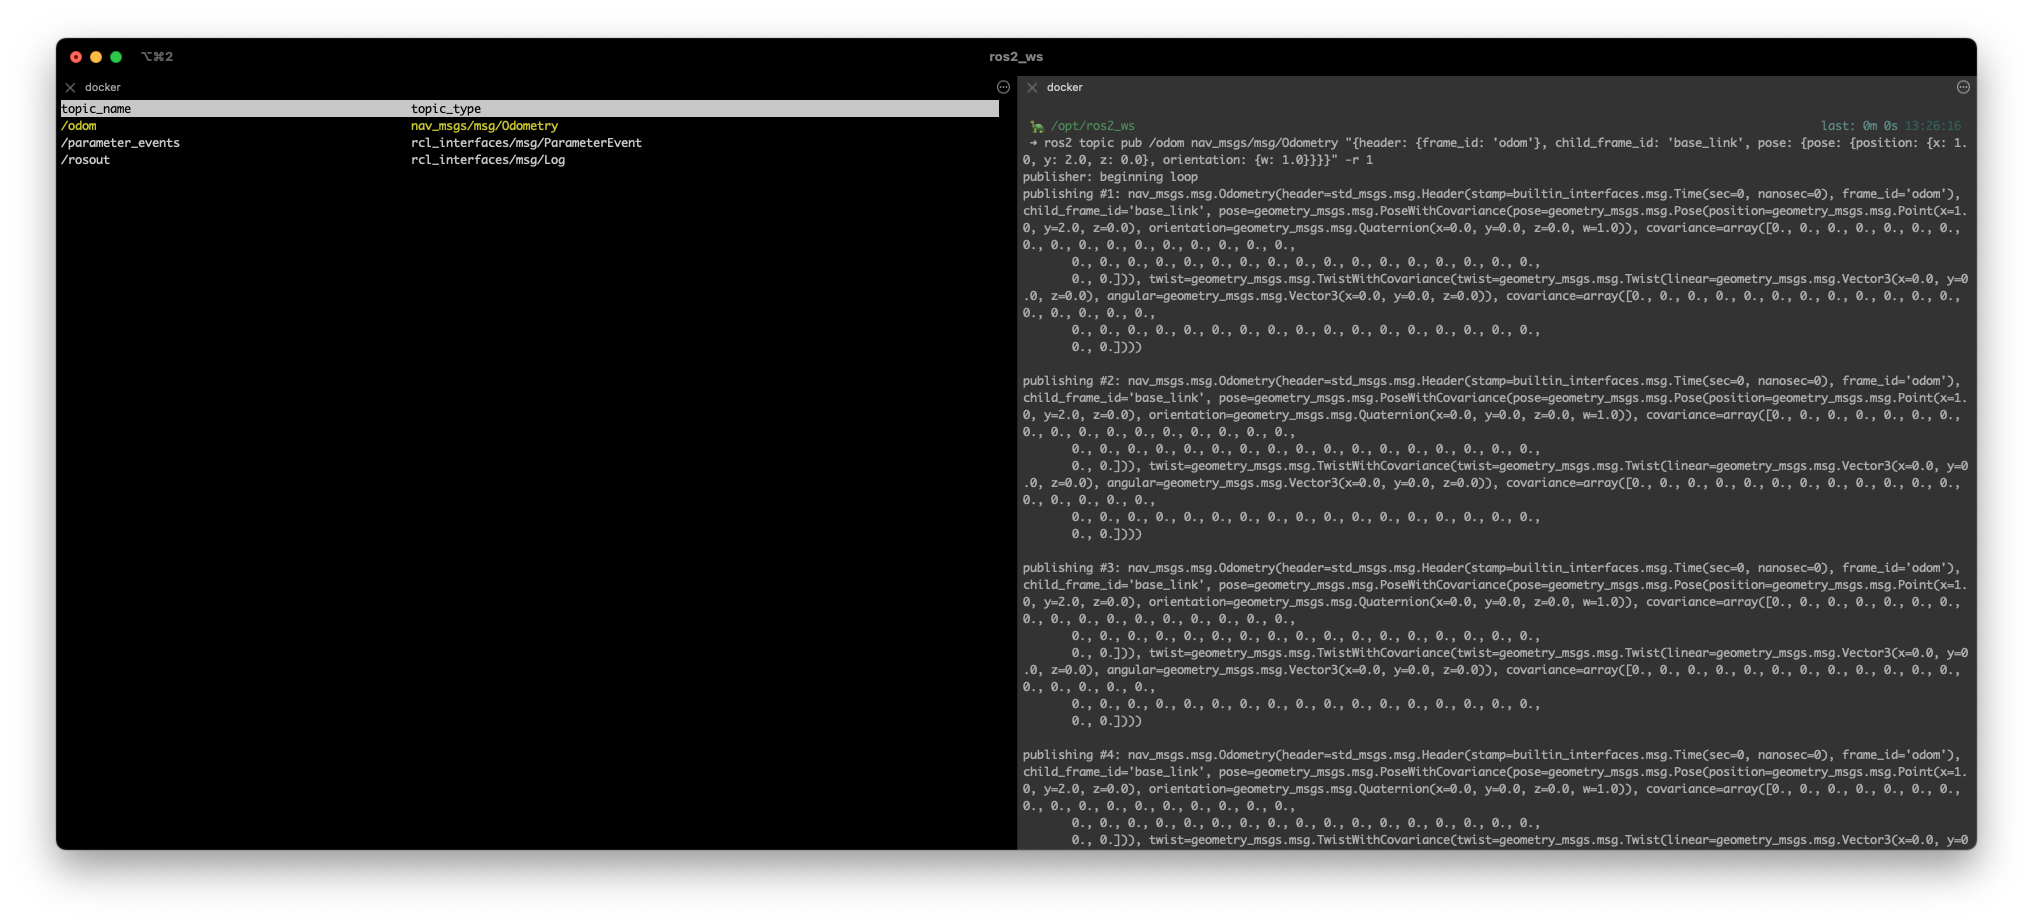 ⌥⌘2
ros2_ws
docker
topic_name topic_type
/odom nav_msgs/msg/Odometry
/parameter_events rcl_interfaces/msg/ParameterEvent
/rosout rcl_interfaces/msg/Log
docker
/opt/ros2_ws last: 0m 0s 13:26:16
→ ros2 topic pub /odom nav_msgs/msg/Odometry "{header: {frame_id: 'odom'}, child_frame_id: 'base_link', pose: {pose: {position: {x: 1.
0, y: 2.0, z: 0.0}, orientation: {w: 1.0}}}}" -r 1
publisher: beginning loop
publishing #1: nav_msgs.msg.Odometry(header=std_msgs.msg.Header(stamp=builtin_interfaces.msg.Time(sec=0, nanosec=0), frame_id='odom'),
child_frame_id='base_link', pose=geometry_msgs.msg.PoseWithCovariance(pose=geometry_msgs.msg.Pose(position=geometry_msgs.msg.Point(x=1.
0, y=2.0, z=0.0), orientation=geometry_msgs.msg.Quaternion(x=0.0, y=0.0, z=0.0, w=1.0)), covariance=array([0., 0., 0., 0., 0., 0., 0.,
0., 0., 0., 0., 0., 0., 0., 0., 0., 0.,
0., 0., 0., 0., 0., 0., 0., 0., 0., 0., 0., 0., 0., 0., 0., 0., 0.,
0., 0.])), twist=geometry_msgs.msg.TwistWithCovariance(twist=geometry_msgs.msg.Twist(linear=geometry_msgs.msg.Vector3(x=0.0, y=0
.0, z=0.0), angular=geometry_msgs.msg.Vector3(x=0.0, y=0.0, z=0.0)), covariance=array([0., 0., 0., 0., 0., 0., 0., 0., 0., 0., 0., 0.,
0., 0., 0., 0., 0.,
0., 0., 0., 0., 0., 0., 0., 0., 0., 0., 0., 0., 0., 0., 0., 0., 0.,
0., 0.])))
publishing #2: nav_msgs.msg.Odometry(header=std_msgs.msg.Header(stamp=builtin_interfaces.msg.Time(sec=0, nanosec=0), frame_id='odom'),
child_frame_id='base_link', pose=geometry_msgs.msg.PoseWithCovariance(pose=geometry_msgs.msg.Pose(position=geometry_msgs.msg.Point(x=1.
0, y=2.0, z=0.0), orientation=geometry_msgs.msg.Quaternion(x=0.0, y=0.0, z=0.0, w=1.0)), covariance=array([0., 0., 0., 0., 0., 0., 0.,
0., 0., 0., 0., 0., 0., 0., 0., 0., 0.,
0., 0., 0., 0., 0., 0., 0., 0., 0., 0., 0., 0., 0., 0., 0., 0., 0.,
0., 0.])), twist=geometry_msgs.msg.TwistWithCovariance(twist=geometry_msgs.msg.Twist(linear=geometry_msgs.msg.Vector3(x=0.0, y=0
.0, z=0.0), angular=geometry_msgs.msg.Vector3(x=0.0, y=0.0, z=0.0)), covariance=array([0., 0., 0., 0., 0., 0., 0., 0., 0., 0., 0., 0.,
0., 0., 0., 0., 0.,
0., 0., 0., 0., 0., 0., 0., 0., 0., 0., 0., 0., 0., 0., 0., 0., 0.,
0., 0.])))
publishing #3: nav_msgs.msg.Odometry(header=std_msgs.msg.Header(stamp=builtin_interfaces.msg.Time(sec=0, nanosec=0), frame_id='odom'),
child_frame_id='base_link', pose=geometry_msgs.msg.PoseWithCovariance(pose=geometry_msgs.msg.Pose(position=geometry_msgs.msg.Point(x=1.
0, y=2.0, z=0.0), orientation=geometry_msgs.msg.Quaternion(x=0.0, y=0.0, z=0.0, w=1.0)), covariance=array([0., 0., 0., 0., 0., 0., 0.,
0., 0., 0., 0., 0., 0., 0., 0., 0., 0.,
0., 0., 0., 0., 0., 0., 0., 0., 0., 0., 0., 0., 0., 0., 0., 0., 0.,
0., 0.])), twist=geometry_msgs.msg.TwistWithCovariance(twist=geometry_msgs.msg.Twist(linear=geometry_msgs.msg.Vector3(x=0.0, y=0
.0, z=0.0), angular=geometry_msgs.msg.Vector3(x=0.0, y=0.0, z=0.0)), covariance=array([0., 0., 0., 0., 0., 0., 0., 0., 0., 0., 0., 0.,
0., 0., 0., 0., 0.,
0., 0., 0., 0., 0., 0., 0., 0., 0., 0., 0., 0., 0., 0., 0., 0., 0.,
0., 0.])))
publishing #4: nav_msgs.msg.Odometry(header=std_msgs.msg.Header(stamp=builtin_interfaces.msg.Time(sec=0, nanosec=0), frame_id='odom'),
child_frame_id='base_link', pose=geometry_msgs.msg.PoseWithCovariance(pose=geometry_msgs.msg.Pose(position=geometry_msgs.msg.Point(x=1.
0, y=2.0, z=0.0), orientation=geometry_msgs.msg.Quaternion(x=0.0, y=0.0, z=0.0, w=1.0)), covariance=array([0., 0., 0., 0., 0., 0., 0.,
0., 0., 0., 0., 0., 0., 0., 0., 0., 0.,
0., 0., 0., 0., 0., 0., 0., 0., 0., 0., 0., 0., 0., 0., 0., 0., 0.,
0., 0.])), twist=geometry_msgs.msg.TwistWithCovariance(twist=geometry_msgs.msg.Twist(linear=geometry_msgs.msg.Vector3(x=0.0, y=0